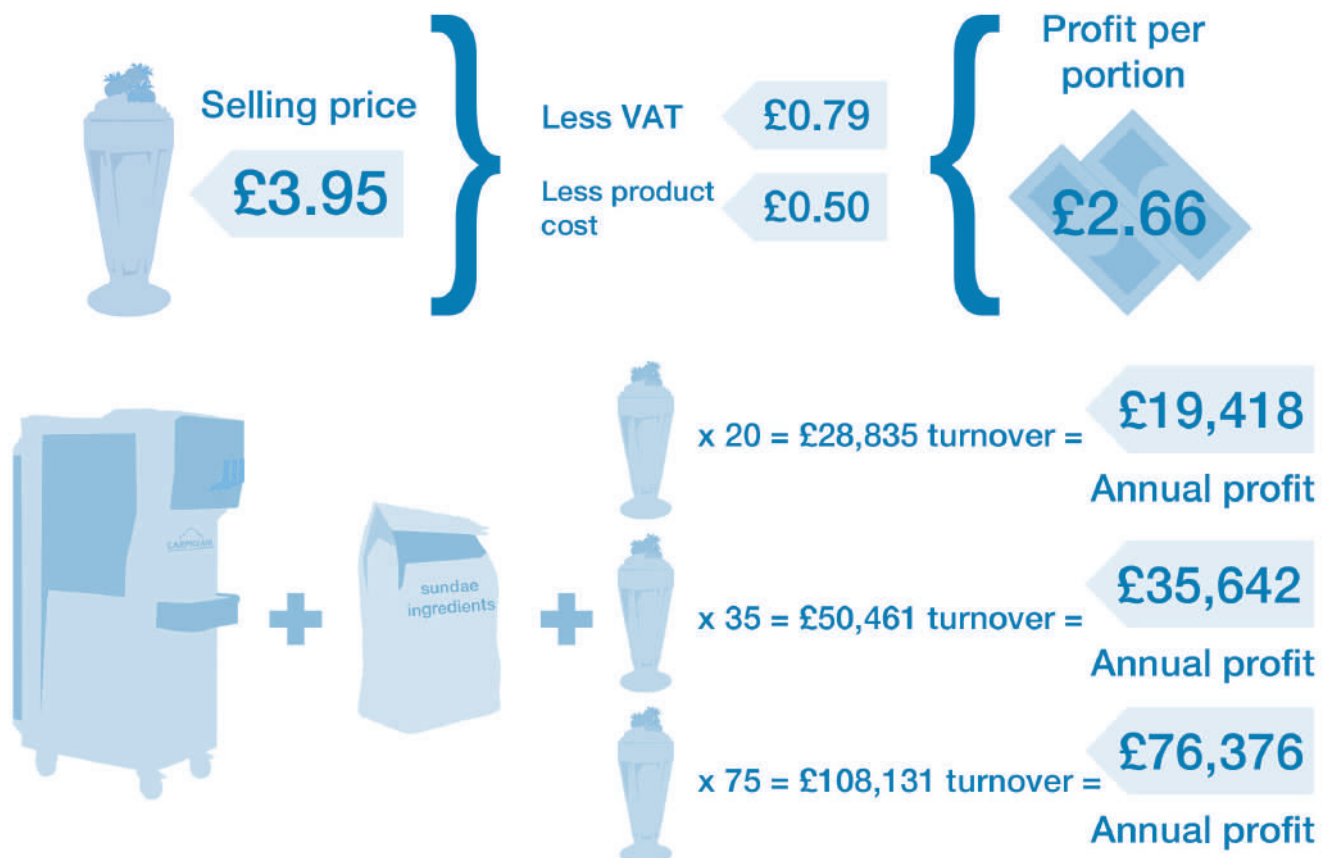 Selling price
£3.95
Less VAT
£0.79
Less product
cost
£0.50
Profit per
portion
£2.66
CARPIGIANI
sundae
ingredients
x 20 = £28,835 turnover =
£19,418
Annual profit
x 35 = £50,461 turnover =
£35,642
Annual profit
x 75 = £108,131 turnover =
£76,376
Annual profit